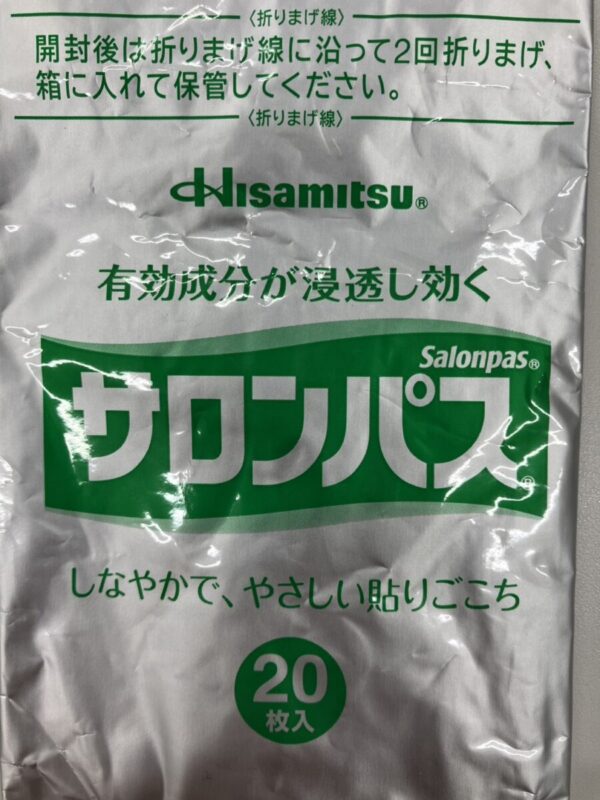 〈折りまげ線〉
開封後は折りまげ線に沿って2回折りまげ、
箱に入れて保管してください。
〈折りまげ線〉
Hisamitsu®
有効成分が浸透し効く
Salonpas®
サロンパス®
しなやかで、やさしい貼りごこち
20
枚入